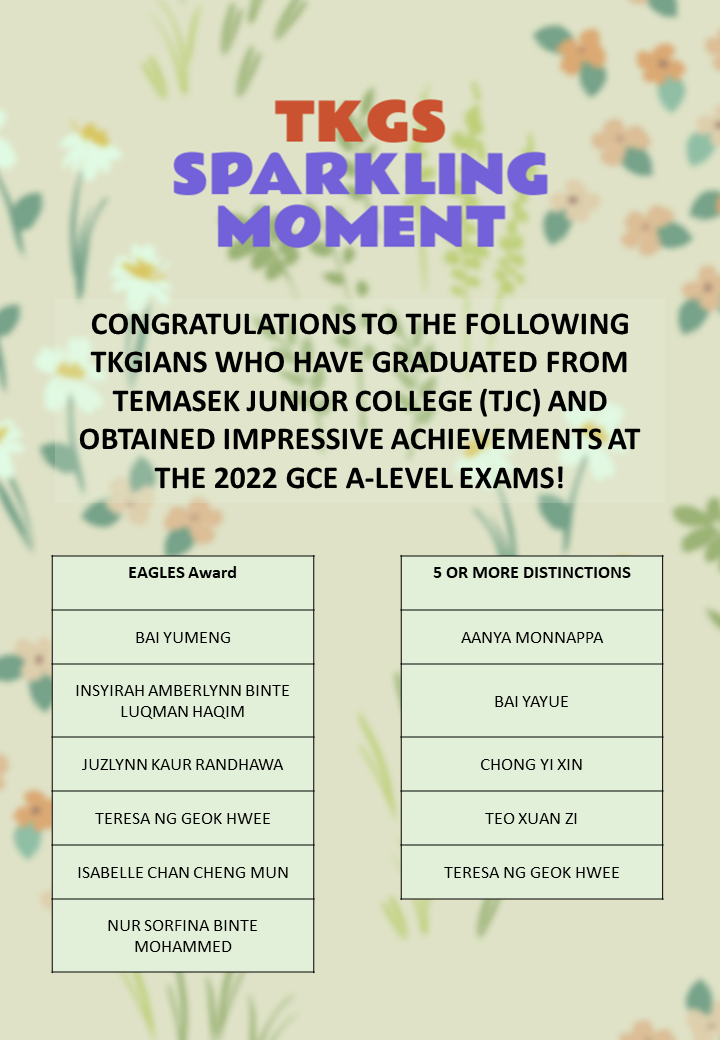 TKGS
SPARKLING
MOMENT
CONGRATULATIONS TO THE FOLLOWING
TKGIANS WHO HAVE GRADUATED FROM
TEMASEK JUNIOR COLLEGE (TJC) AND
OBTAINED IMPRESSIVE ACHIEVEMENTS AT
THE 2022 GCE A-LEVEL EXAMS!
EAGLES Award
BAI YUMENG
INSYIRAH AMBERLYNN BINTE
LUQMAN HAQIM
JUZLYNN KAUR RANDHAWA
TERESA NG GEOK HWEE
ISABELLE CHAN CHENG MUN
NUR SORFINA BINTE
MOHAMMED
5 OR MORE DISTINCTIONS
AANYA MONNAPPA
BAI YAYUE
CHONG YI XIN
TEO XUAN ZI
TERESA NG GEOK HWEE